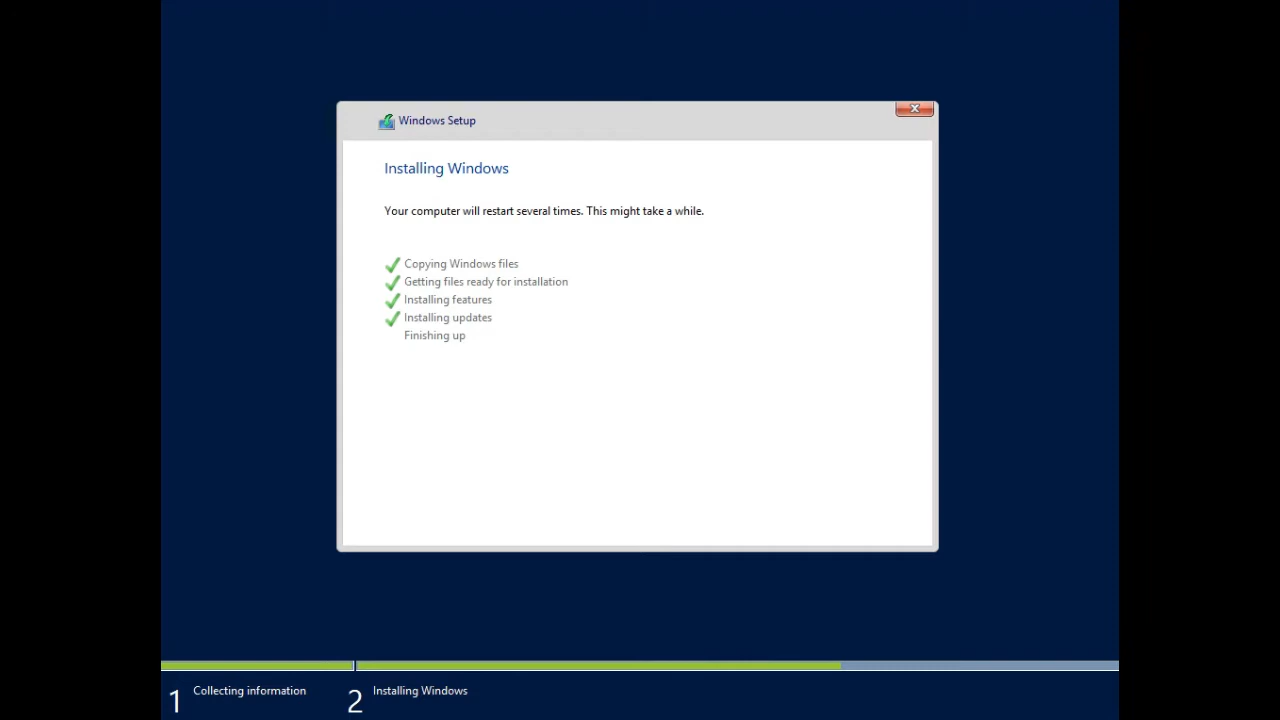 Windows Setup
Installing Windows
Your computer will restart several times. This might take a while.
Copying Windows files
Getting files ready for installation
Installing features
Installing updates
Finishing up
1 Collecting information
2 Installing Windows